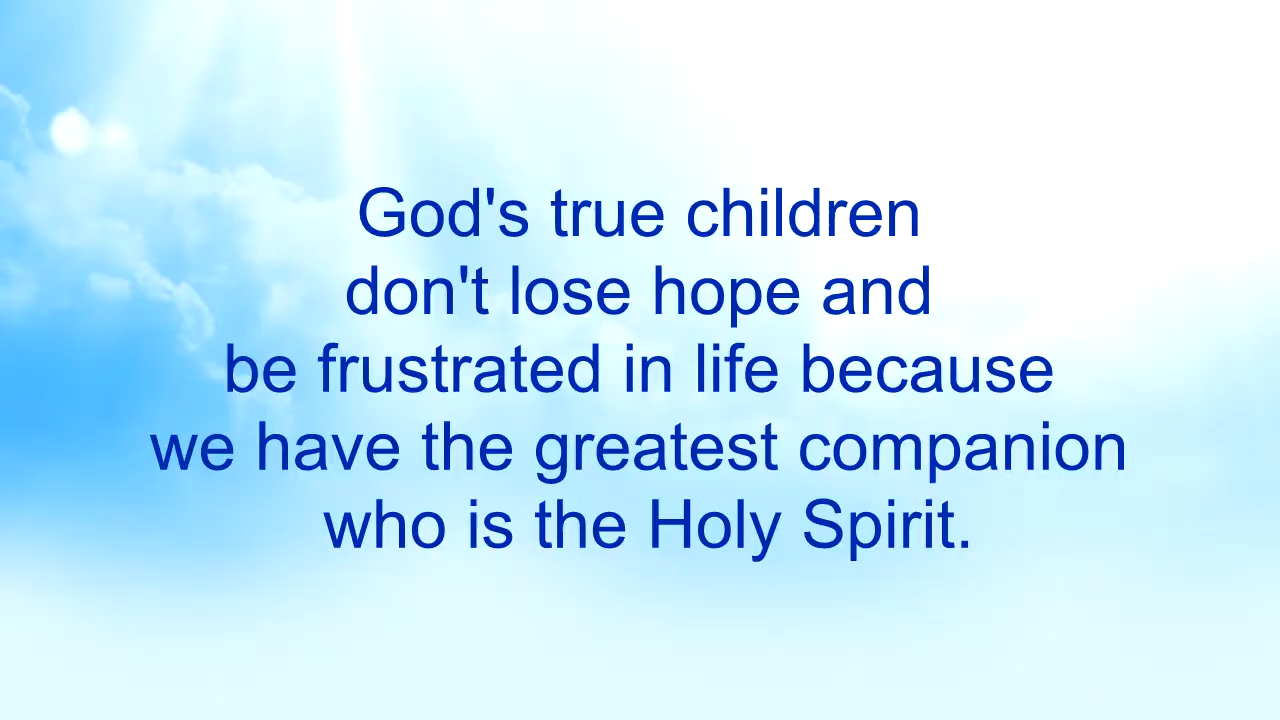 God's true children
don't lose hope and
be frustrated in life because
we have the greatest companion
who is the Holy Spirit.